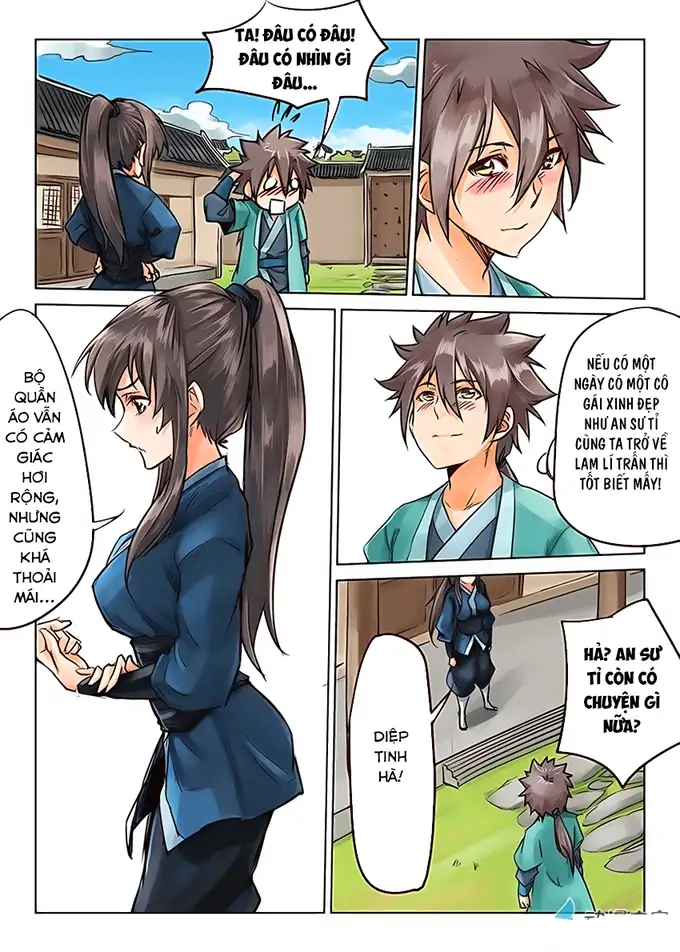 TA! ĐÂU CÓ ĐÂU!
ĐÂU CÓ NHÌN GÌ
ĐÂU...
BỘ
QUẦN
ÁO VẪN
CÓ CẢM
GIÁC
HƠI
RỘNG,
NHƯNG
CŨNG
KHÁ
THOẢI
MÁI...
NẾU CÓ MỘT
NGÀY CÓ MỘT CÔ
GÁI XINH ĐẸP
NHƯ AN SƯ TỈ
CÙNG TA TRỞ VỀ
LAM LÍ TRẤN THÌ
TỐT BIẾT MẤY!
DIỆP
TINH
HÀ!
HẢ? AN SƯ
TỈ CÒN CÓ
CHUYỆN GÌ
NỮA?